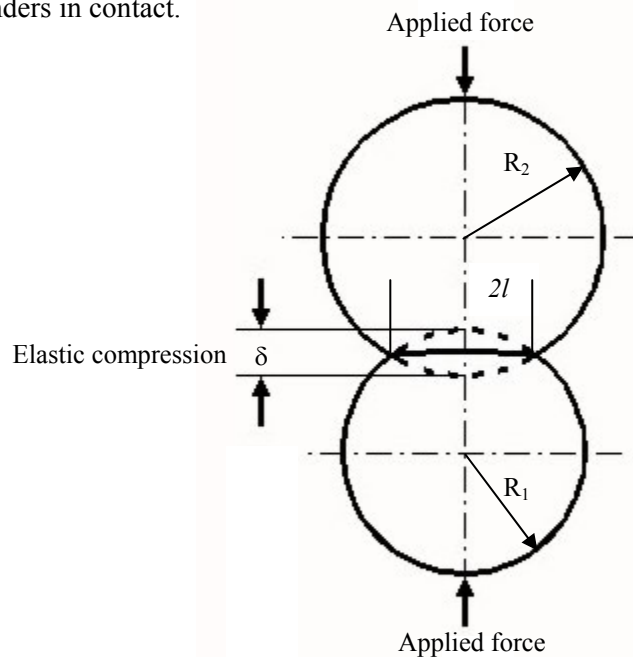 nders in contact.
Applied force
R₂
2l
Elastic compression δ
R₁
Applied force